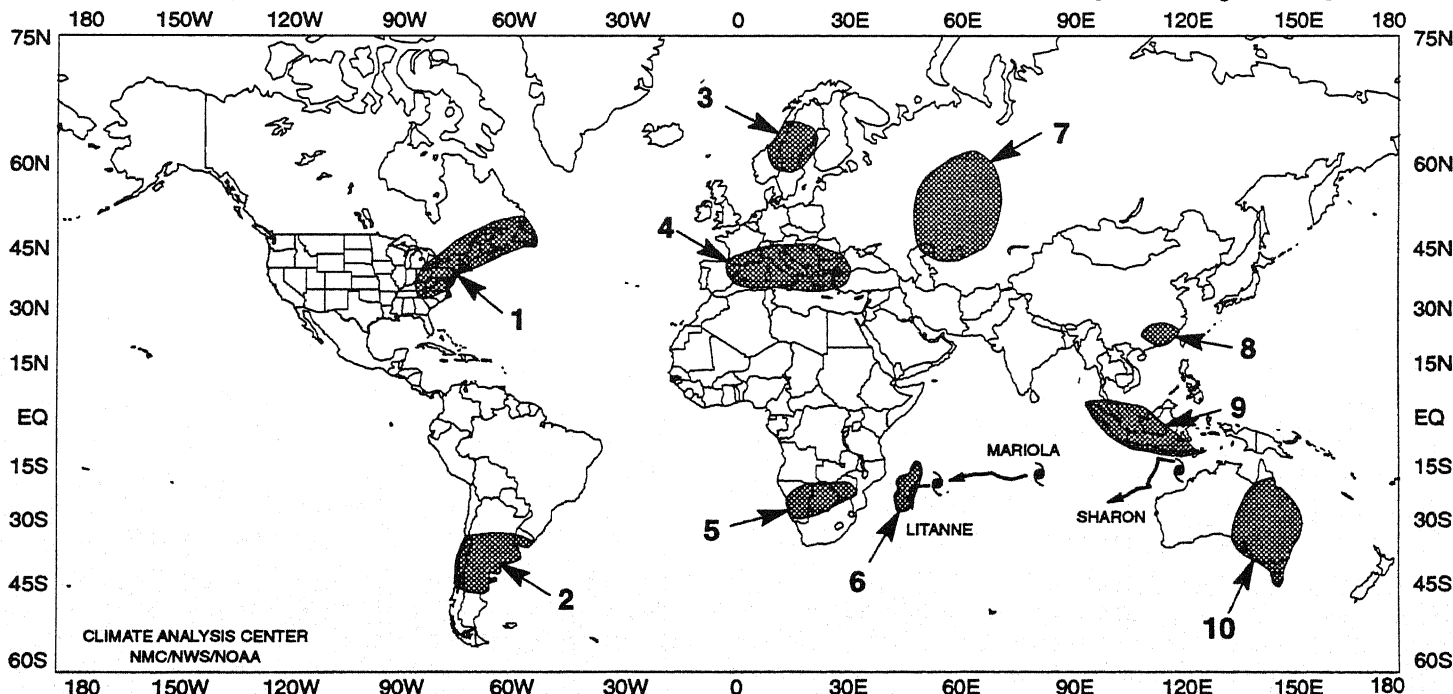 180 150W 120W 90W 60W 30W 0 30E 60E 90E 120E 150E 180
75N 75N
3
7
60N 60N
4
45N 45N
30N 1 30N
8
15N 15N
EQ 9 EQ
MARIOLA
15S 15S
SHARON
5 LITANNE
30S 30S
6
45S 2 45S
10
CLIMATE ANALYSIS CENTER
NMC/NWS/NOAA
60S 60S
180 150W 120W 90W 60W 30W 0 30E 60E 90E 120E 150E 180